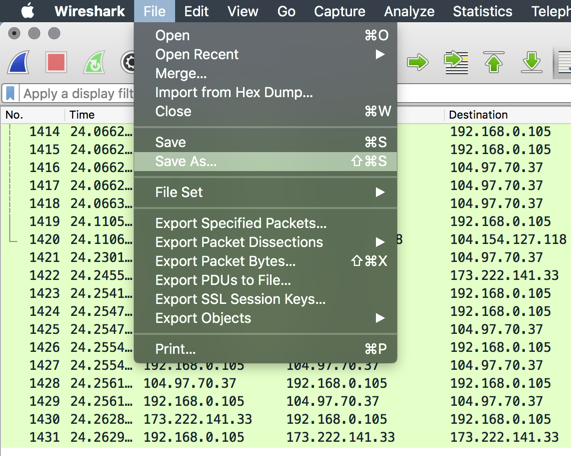 Wireshark File Edit View Go Capture Analyze Statistics Teleph
Open ⌘O
Open Recent ▶
Merge...
Import from Hex Dump...
Close ⌘W
Save ⌘S
Save As... ⇧⌘S
File Set ▶
Export Specified Packets...
Export Packet Dissections ▶
Export Packet Bytes... ⇧⌘X
Export PDUs to File...
Export SSL Session Keys...
Export Objects ▶
Print... ⌘P
Apply a display filt
No. Time Destination
1414 24.0662… 192.168.0.105
1415 24.0662… 192.168.0.105
1416 24.0662… 104.97.70.37
1417 24.0662… 104.97.70.37
1418 24.0663… 104.97.70.37
1419 24.1105… 192.168.0.105
1420 24.1106… 8 104.154.127.118
1421 24.2301… 104.97.70.37
1422 24.2455… 173.222.141.33
1423 24.2541… 192.168.0.105
1424 24.2547… 192.168.0.105
1425 24.2547… 104.97.70.37
1426 24.2554… 192.168.0.105
1427 24.2554… 192.168.0.105 104.97.70.37 104.97.70.37
1428 24.2561… 104.97.70.37 192.168.0.105 192.168.0.105
1429 24.2561… 104.97.70.37 192.168.0.105 192.168.0.105
1430 24.2628… 173.222.141.33 192.168.0.105 192.168.0.105
1431 24.2629… 192.168.0.105 173.222.141.33 173.222.141.33